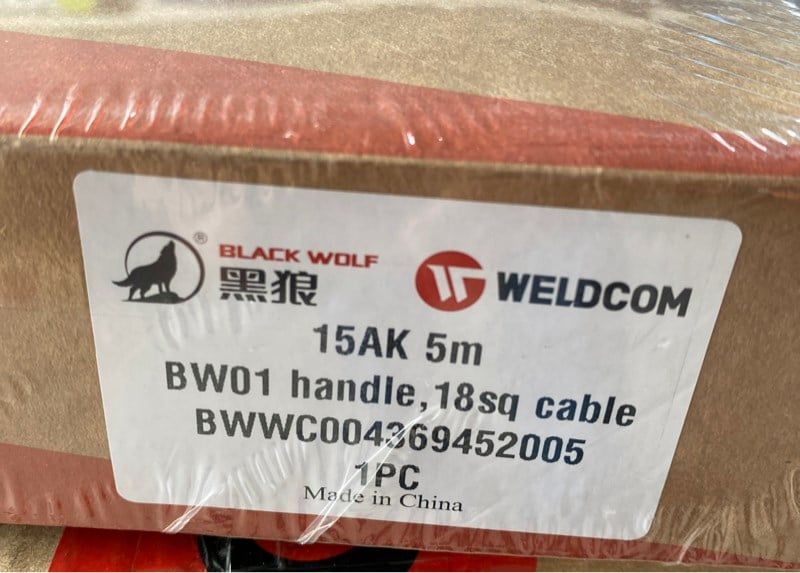 ® BLACK WOLF
黑狼
WELDCOM
15AK 5m
BW01 handle,18sq cable
BWWC004369452005
1PC
Made in China